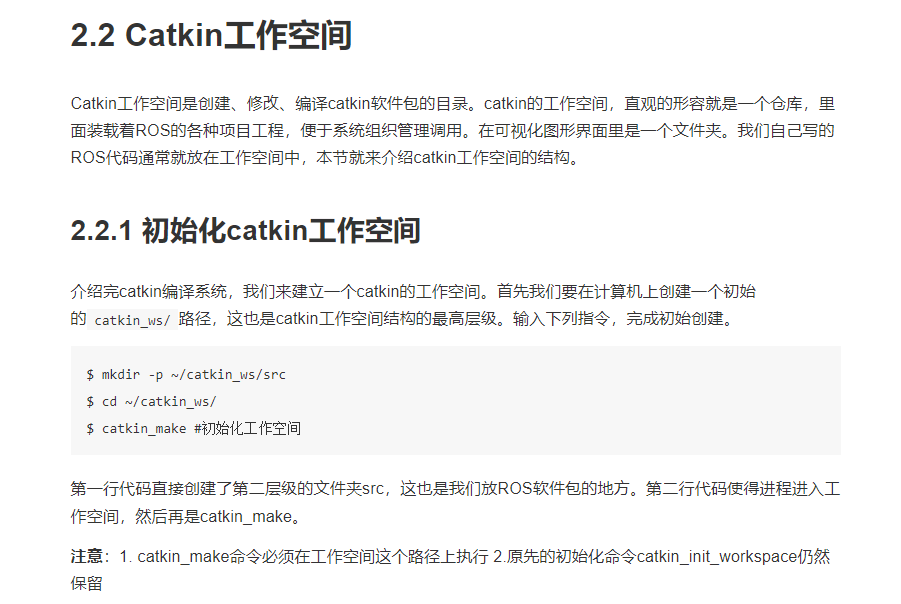 2.2 Catkin工作空间
Catkin工作空间是创建、修改、编译catkin软件包的目录。catkin的工作空间，直观的形容就是一个仓库，里
面装载着ROS的各种项目工程，便于系统组织管理调用。在可视化图形界面里是一个文件夹。我们自己写的
ROS代码通常就放在工作空间中，本节就来介绍catkin工作空间的结构。
2.2.1 初始化catkin工作空间
介绍完catkin编译系统，我们来建立一个catkin的工作空间。首先我们要在计算机上创建一个初始
的 catkin_ws/ 路径，这也是catkin工作空间结构的最高层级。输入下列指令，完成初始创建。
$ mkdir -p ~/catkin_ws/src
$ cd ~/catkin_ws/
$ catkin_make #初始化工作空间
第一行代码直接创建了第二层级的文件夹src，这也是我们放ROS软件包的地方。第二行代码使得进程进入工
作空间，然后再是catkin_make。
注意：1. catkin_make命令必须在工作空间这个路径上执行 2.原先的初始化命令catkin_init_workspace仍然
保留